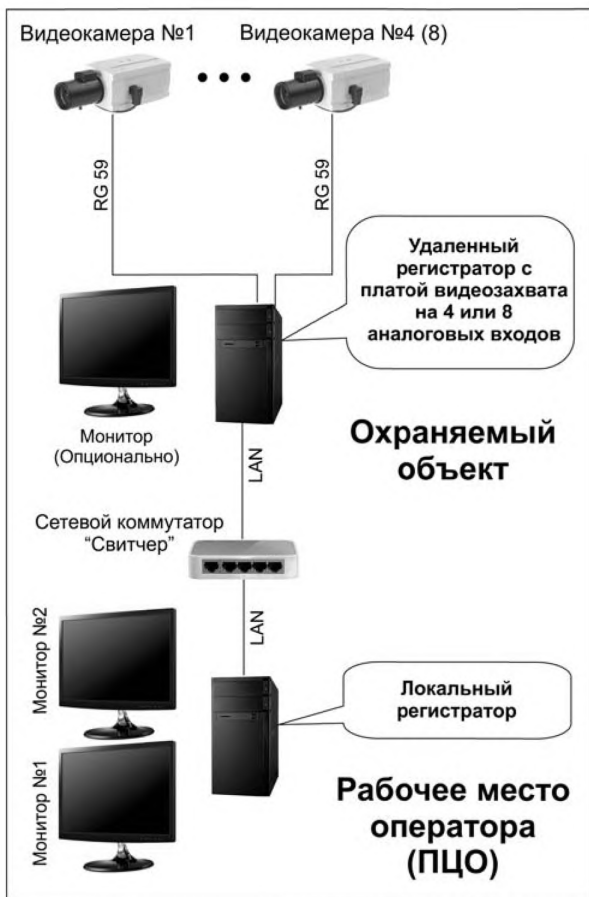 Видеокамера №1
Видеокамера №4 (8)
RG 59
RG 59
Удаленный
регистратор с
платой видеозахвата
на 4 или 8
аналоговых входов
Монитор
(Опционально)
Охраняемый
объект
LAN
Сетевой коммутатор
“Свитчер”
LAN
Монитор №2
Локальный
регистратор
Монитор №1
Рабочее место
оператора
(ПЦО)